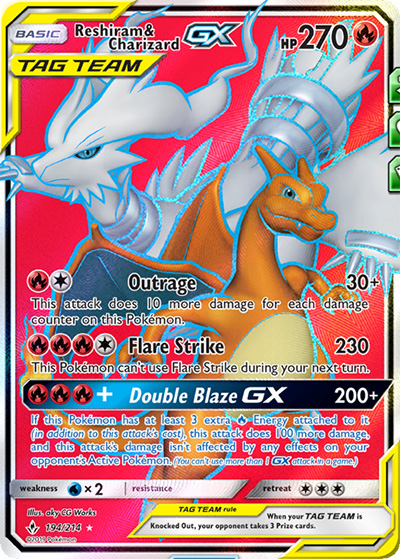 BASIC
Reshiram&
Charizard GX HP270
TAG TEAM
Outrage 30+
This attack does 10 more damage for each damage
counter on this Pokémon.
Flare Strike 230
This Pokémon can't use Flare Strike during your next turn.
+ Double Blaze GX 200+
If this Pokémon has at least 3 extra Energy attached to it
(in addition to this attack's cost), this attack does 100 more damage,
and this attack's damage isn't affected by any effects on your
opponent's Active Pokémon. (You can't use more than 1 GX attack in a game.)
weakness ×2 resistance retreat
Illus. aky CG Works
194/214
TAG TEAM rule
When your TAG TEAM is
Knocked Out, your opponent takes 3 Prize cards.
©2019 Pokémon